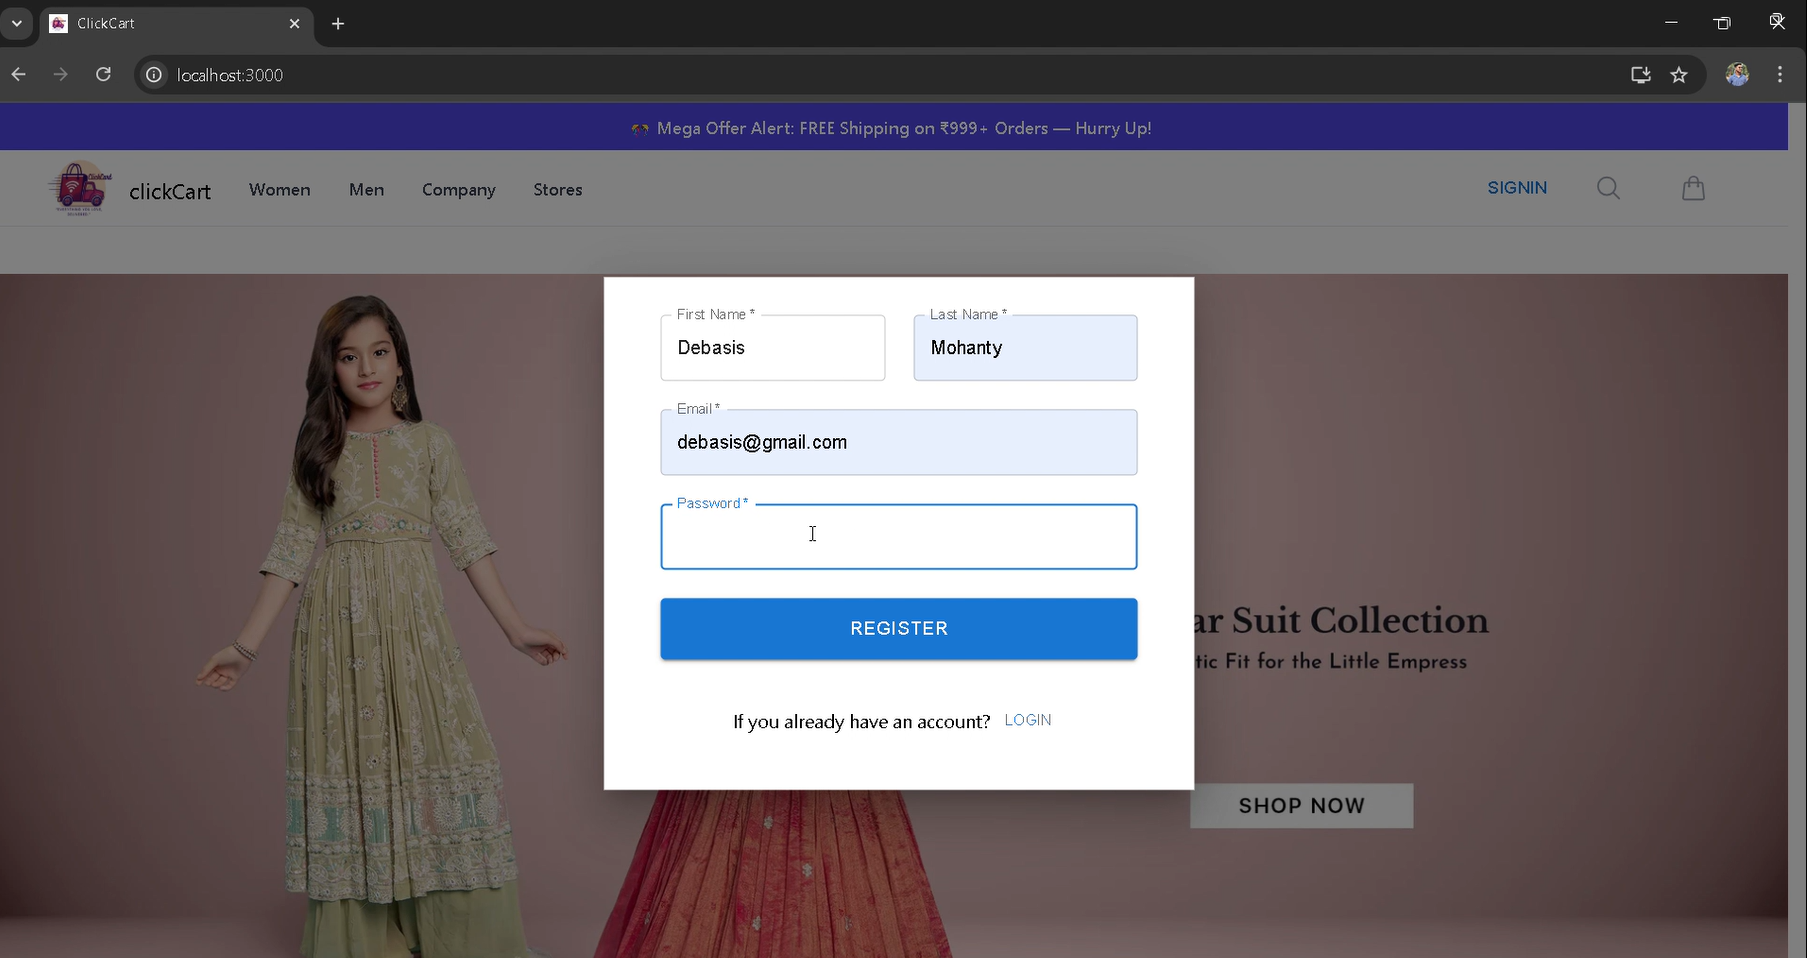 ClickCart
localhost:3000
Mega Offer Alert: FREE Shipping on ₹999+ Orders — Hurry Up!
clickCart
Women
Men
Company
Stores
SIGNIN
First Name *
Debasis
Last Name *
Mohanty
Email *
debasis@gmail.com
Password *
REGISTER
ar Suit Collection
tic Fit for the Little Empress
If you already have an account? LOGIN
SHOP NOW